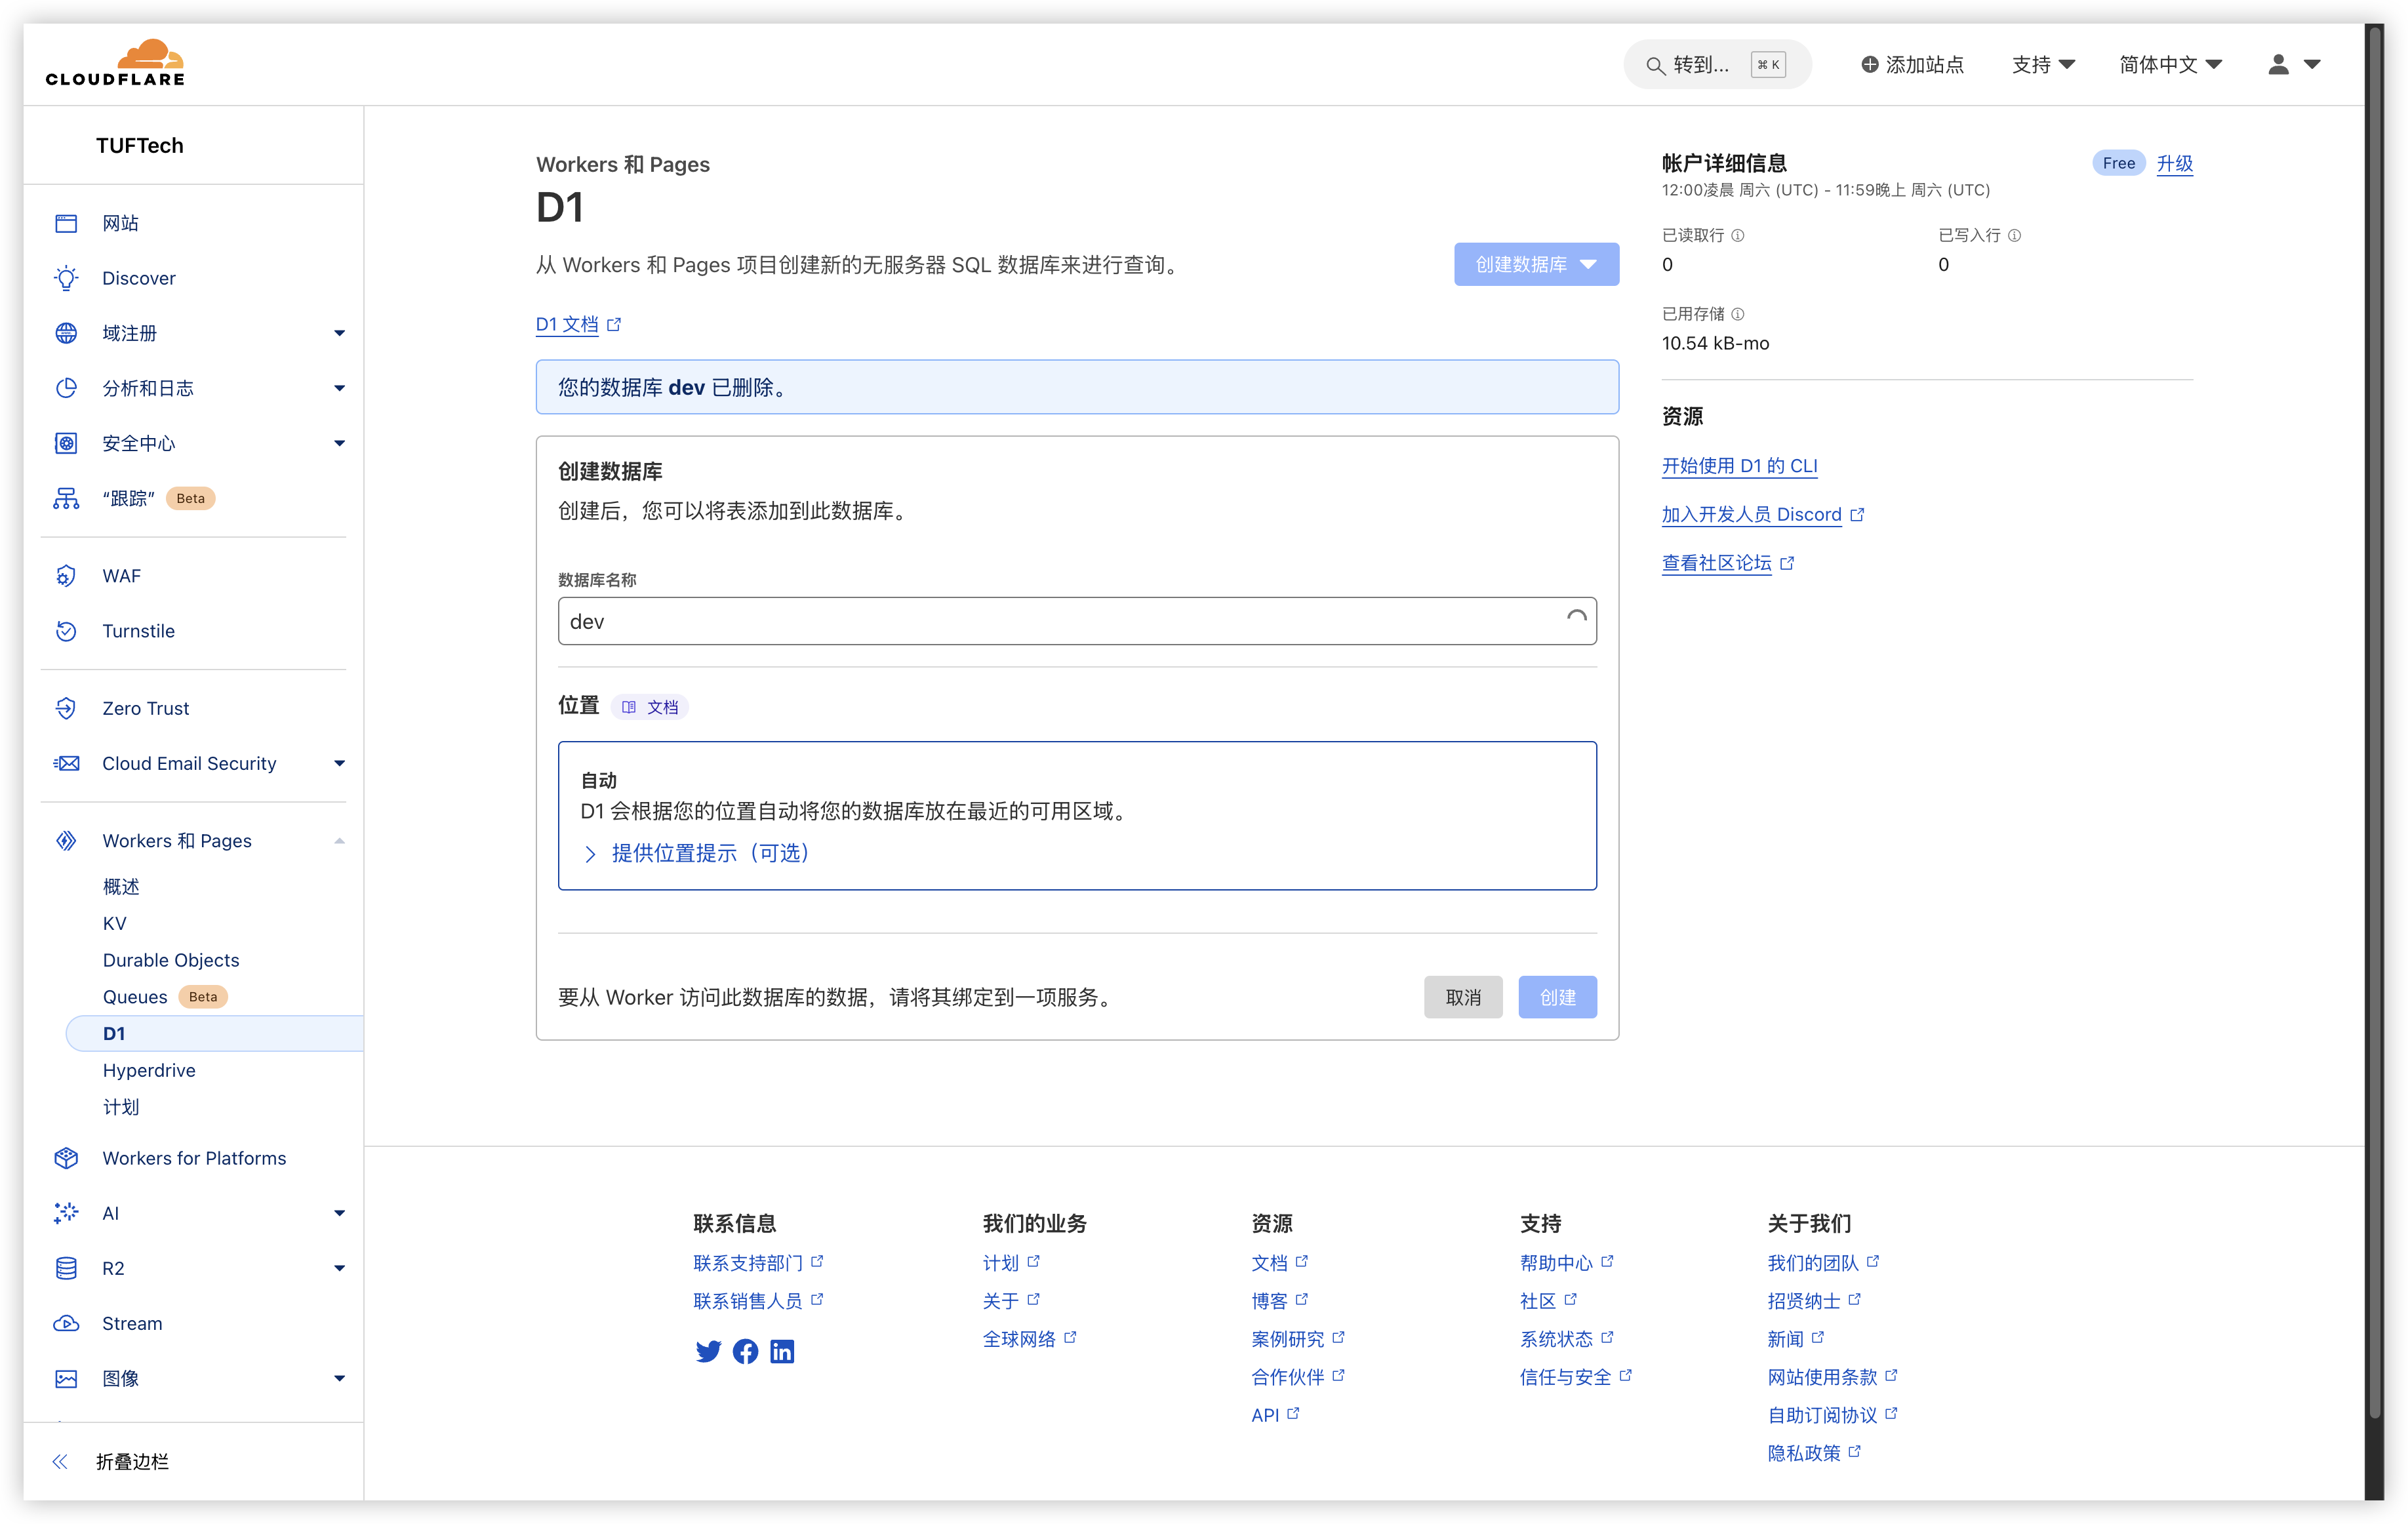 CLOUDFLARE
转到... ⌘ K
添加站点
支持
简体中文
TUFTech
网站
Discover
域注册
分析和日志
安全中心
“跟踪” Beta
WAF
Turnstile
Zero Trust
Cloud Email Security
Workers 和 Pages
概述
KV
Durable Objects
Queues Beta
D1
Hyperdrive
计划
Workers for Platforms
AI
R2
Stream
图像
折叠边栏
Workers 和 Pages
D1
从 Workers 和 Pages 项目创建新的无服务器 SQL 数据库来进行查询。
创建数据库
D1 文档
您的数据库 dev 已删除。
创建数据库
创建后，您可以将表添加到此数据库。
数据库名称
dev
位置 文档
自动
D1 会根据您的位置自动将您的数据库放在最近的可用区域。
提供位置提示（可选）
要从 Worker 访问此数据库的数据，请将其绑定到一项服务。
取消
创建
帐户详细信息
Free 升级
12:00凌晨 周六 (UTC) - 11:59晚上 周六 (UTC)
已读取行
0
已写入行
0
已用存储
10.54 kB-mo
资源
开始使用 D1 的 CLI
加入开发人员 Discord
查看社区论坛
联系信息
联系支持部门
联系销售人员
我们的业务
计划
关于
全球网络
资源
文档
博客
案例研究
合作伙伴
API
支持
帮助中心
社区
系统状态
信任与安全
关于我们
我们的团队
招贤纳士
新闻
网站使用条款
自助订阅协议
隐私政策